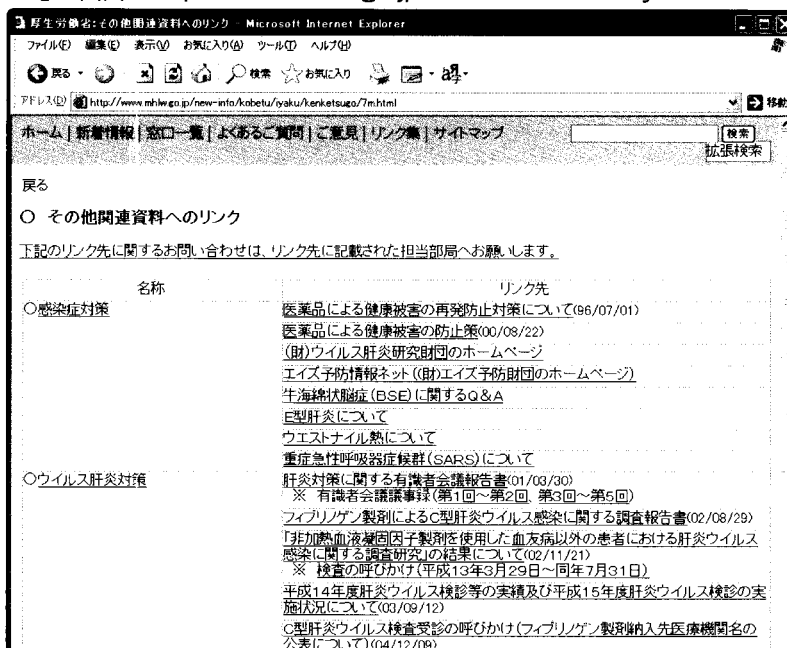 厚生労働省:その他関連資料へのリンク - Microsoft Internet Explorer
ファイル(F) 編集(E) 表示(V) お気に入り(A) ツール(T) ヘルプ(H)
戻る 検索 お気に入り
アドレス(D) http://www.mhlw.go.jp/new-info/kobetu/iyaku/kenketsugo/7m.html 移動
ホーム | 新着情報 | 窓口一覧 | よくあるご質問 | ご意見 | リンク集 | サイトマップ 検索
拡張検索
戻る
○ その他関連資料へのリンク
下記のリンク先に関するお問い合わせは、リンク先に記載された担当部局へお願いします。
名称 リンク先
○感染症対策 医薬品による健康被害の再発防止対策について(96/07/01)
医薬品による健康被害の防止策(00/08/22)
(財)ウイルス肝炎研究財団のホームページ
エイズ予防情報ネット((財)エイズ予防財団のホームページ)
牛海綿状脳症(BSE)に関するQ&A
E型肝炎について
ウエストナイル熱について
重症急性呼吸器症候群(SARS)について
○ウイルス肝炎対策 肝炎対策に関する有識者会議報告書(01/03/30)
※ 有識者会議議事録(第1回~第2回、第3回~第5回)
フィブリノゲン製剤によるC型肝炎ウイルス感染に関する調査報告書(02/08/29)
「非加熱血液凝固因子製剤を使用した血友病以外の患者における肝炎ウイルス
感染に関する調査研究」の結果について(02/11/21)
※ 検査の呼びかけ(平成13年3月29日~同年7月31日)
平成14年度肝炎ウイルス検診等の実績及び平成15年度肝炎ウイルス検診の実
施状況について(03/09/12)
C型肝炎ウイルス検査受診の呼びかけ(フィブリノゲン製剤納入先医療機関名の
公表について)(04/12/09)